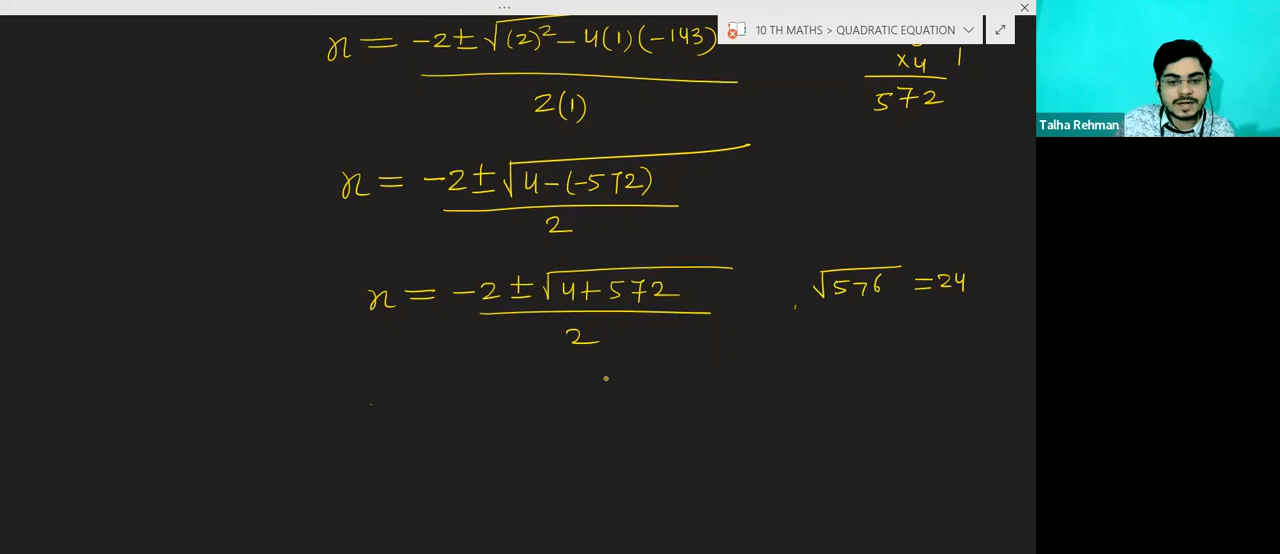 10 TH MATHS > QUADRATIC EQUATION
n = -2 ± √(2)² - 4(1)(-143)
2(1)
x4 1
572
Talha Rehman
n = -2 ± √4-(-572)
2
n = -2 ± √4+572
2
√576 = 24